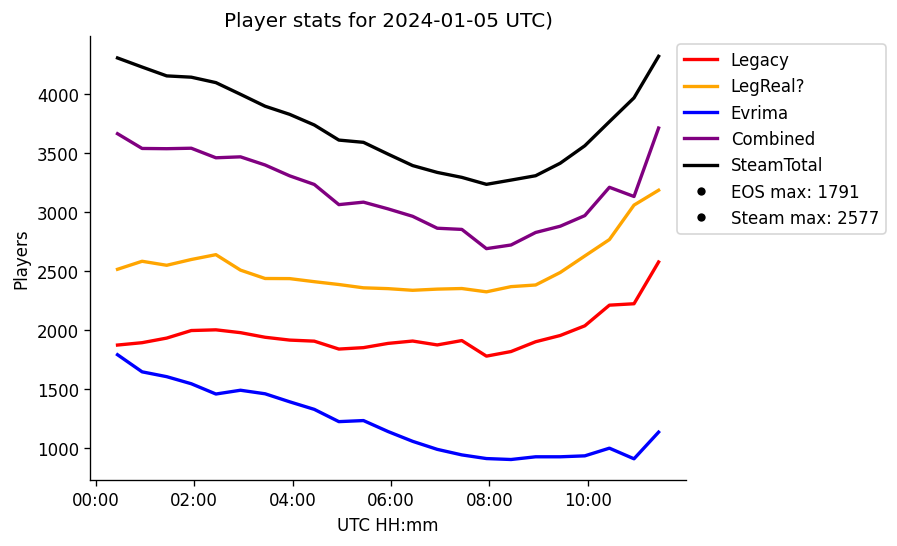 Player stats for 2024-01-05 UTC)
Legacy
LegReal?
Evrima
Combined
SteamTotal
EOS max: 1791
Steam max: 2577
Players
4000
3500
3000
2500
2000
1500
1000
00:00 02:00 04:00 06:00 08:00 10:00
UTC HH:mm